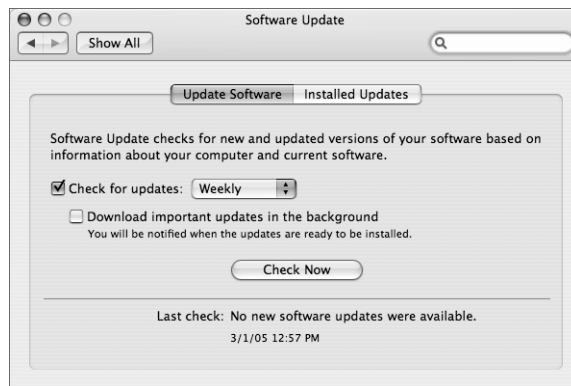 Software Update
Show All
Update Software Installed Updates
Software Update checks for new and updated versions of your software based on
information about your computer and current software.
Check for updates: Weekly
Download important updates in the background
You will be notified when the updates are ready to be installed.
Check Now
Last check: No new software updates were available.
3/1/05 12:57 PM